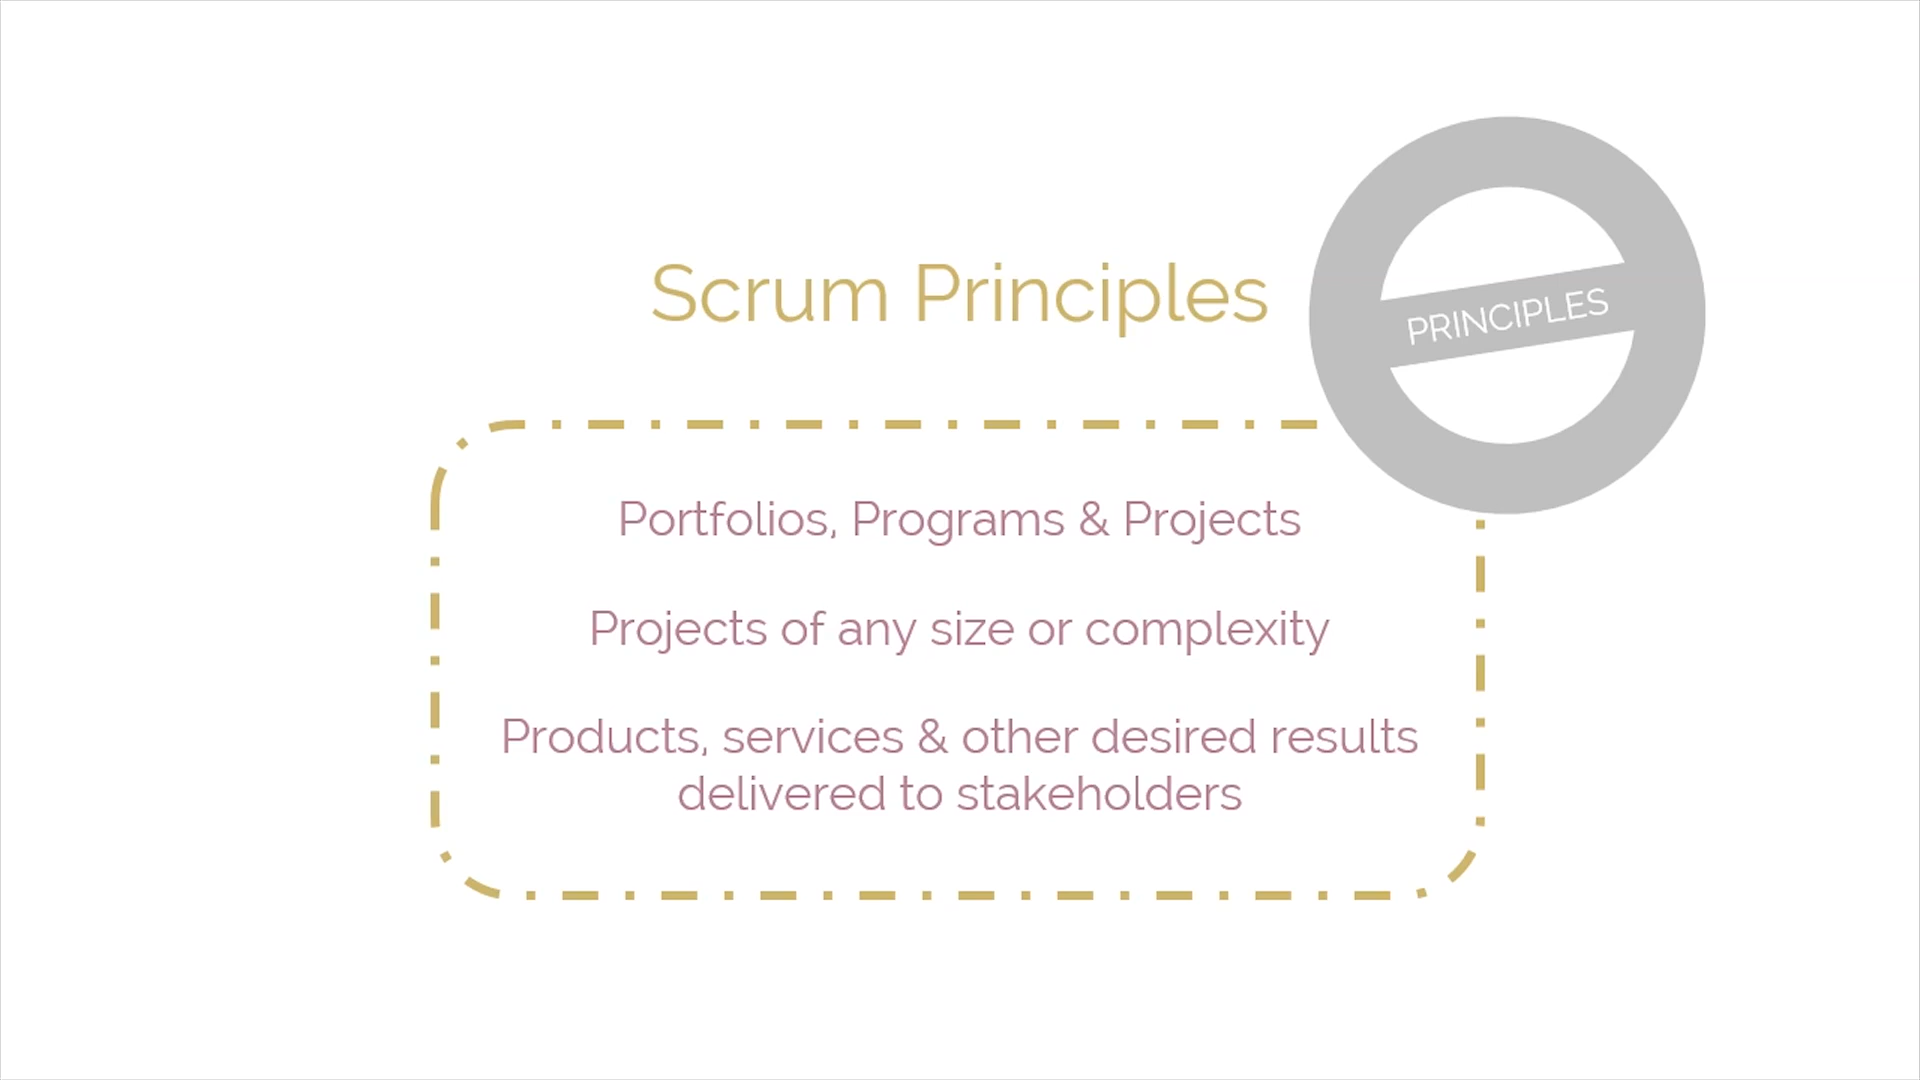 Scrum Principles
PRINCIPLES
Portfolios, Programs & Projects
Projects of any size or complexity
Products, services & other desired results
delivered to stakeholders